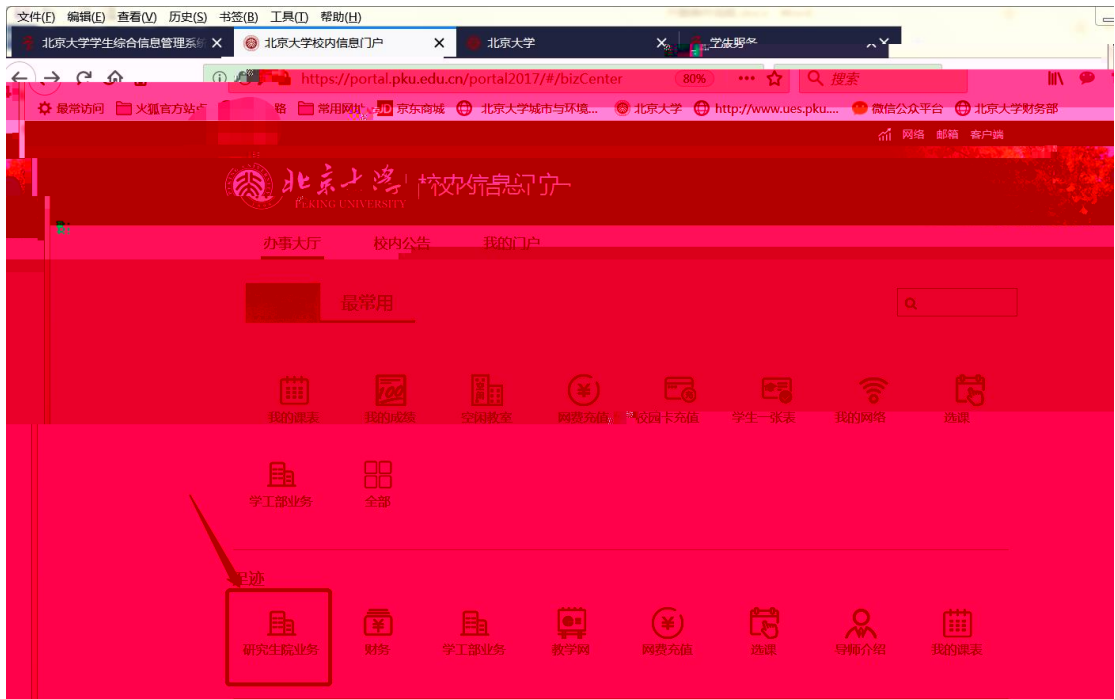 文件(F) 编辑(E) 查看(V) 历史(S) 书签(B) 工具(T) 帮助(H)
北京大学学生综合信息管理系统 北京大学校内信息门户 北京大学
https://portal.pku.edu.cn/portal2017/#/bizCenter 80% 搜索
最常访问 火狐官方站点 常用网址 JD 京东商城 北京大学城市与环境... 北京大学 http://www.ues.pku.... 微信公众平台 北京大学财务部
网络 邮箱 客户端
北京大学 校内信息门户
PEKING UNIVERSITY
办事大厅 校内公告 我的门户
最常用
我的课表 我的成绩 空闲教室 网费充值 校园卡充值 学生一张表 我的网络 选课
学工部业务 全部
足迹
研究生院业务 财务 学工部业务 教学网 网费充值 选课 导师介绍 我的课表